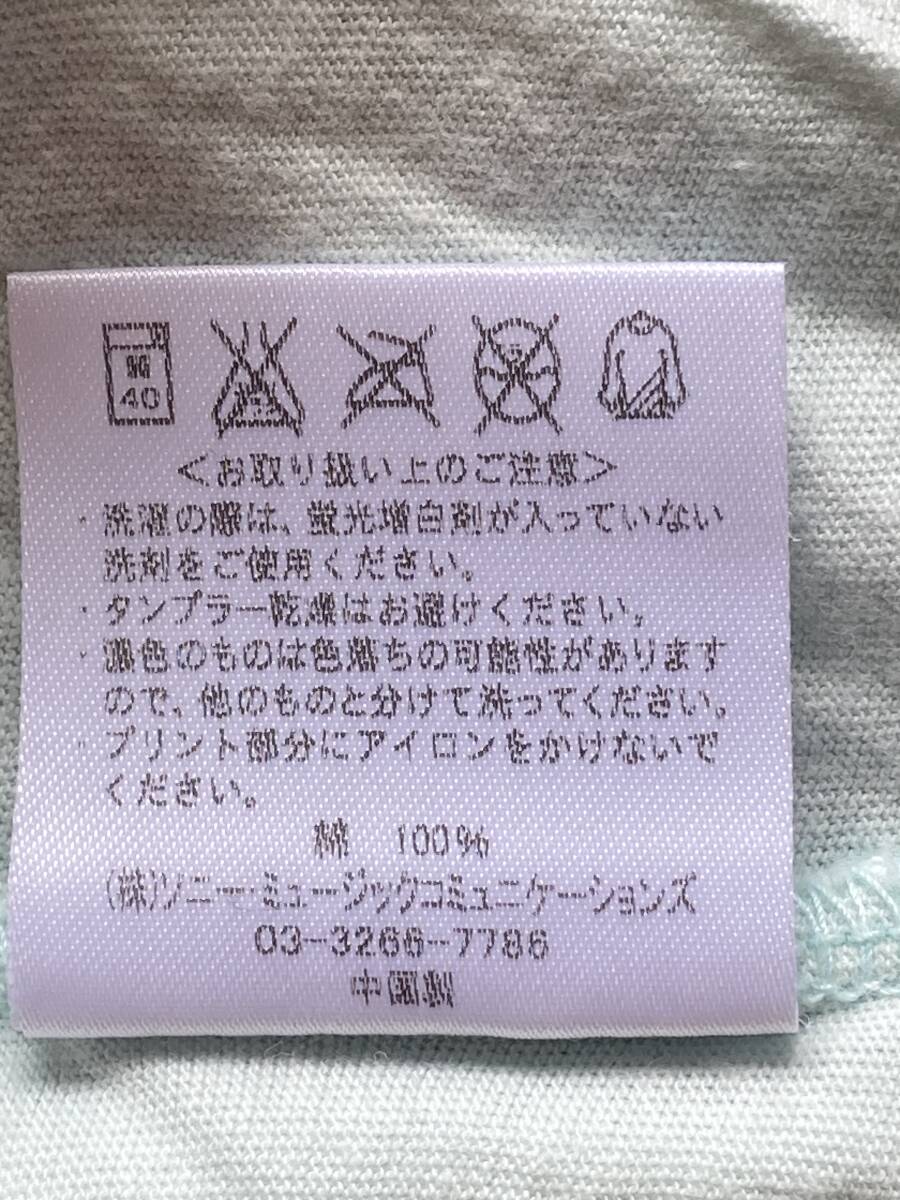 40
<お取り扱い上のご注意>
・洗濯の際は、蛍光増白剤が入っていない
洗剤をご使用ください。
・タンブラー乾燥はお避けください。
・濃色のものは色落ちの可能性があります
ので、他のものと分けて洗ってください。
・プリント部分にアイロンをかけないで
ください。
綿 100%
(株)ソニー・ミュージックコミュニケーションズ
03-3266-7786
中国製